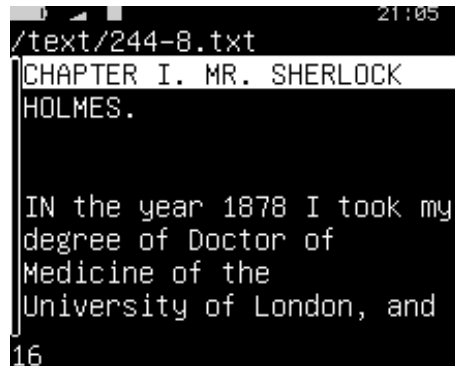 21:05
/text/244-8.txt
CHAPTER I. MR. SHERLOCK
HOLMES.
IN the year 1878 I took my
degree of Doctor of
Medicine of the
University of London, and
16